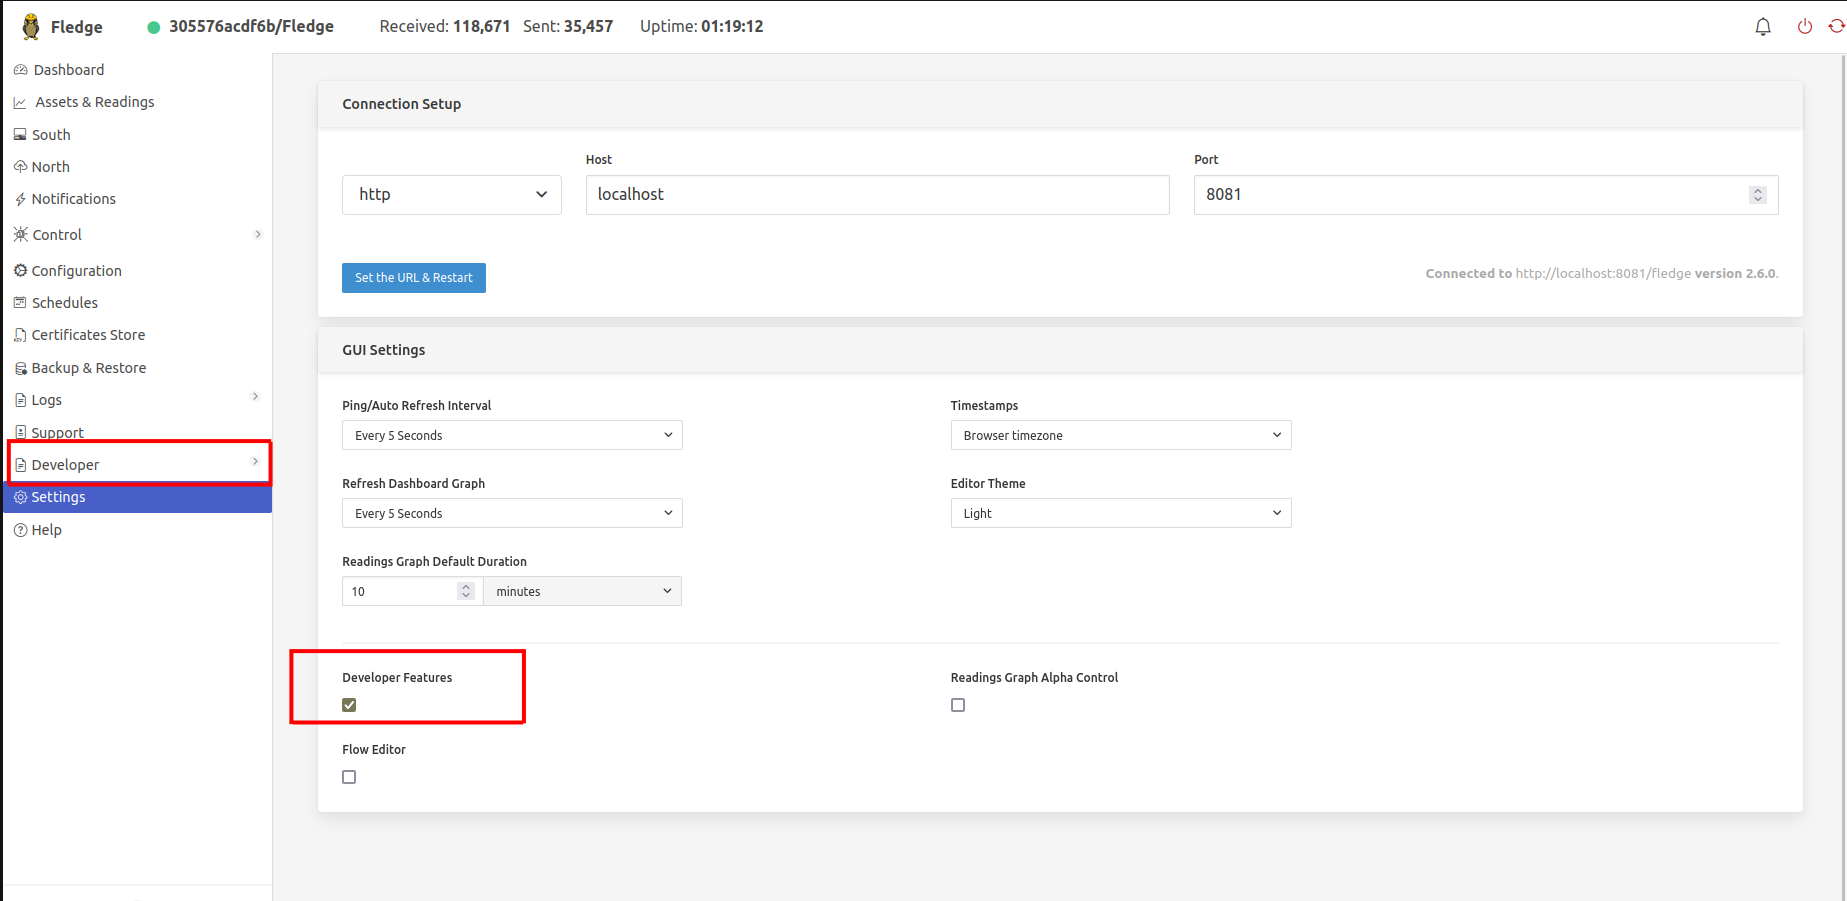 Fledge
305576acdf6b/Fledge
Received: 118,671 Sent: 35,457 Uptime: 01:19:12
Dashboard
Assets & Readings
South
North
Notifications
Control
Configuration
Schedules
Certificates Store
Backup & Restore
Logs
Support
Developer
Settings
Help
Connection Setup
Host
Port
http
localhost
8081
Set the URL & Restart
Connected to http://localhost:8081/fledge version 2.6.0.
GUI Settings
Ping/Auto Refresh Interval
Timestamps
Every 5 Seconds
Browser timezone
Refresh Dashboard Graph
Editor Theme
Every 5 Seconds
Light
Readings Graph Default Duration
10
minutes
Developer Features
Readings Graph Alpha Control
Flow Editor